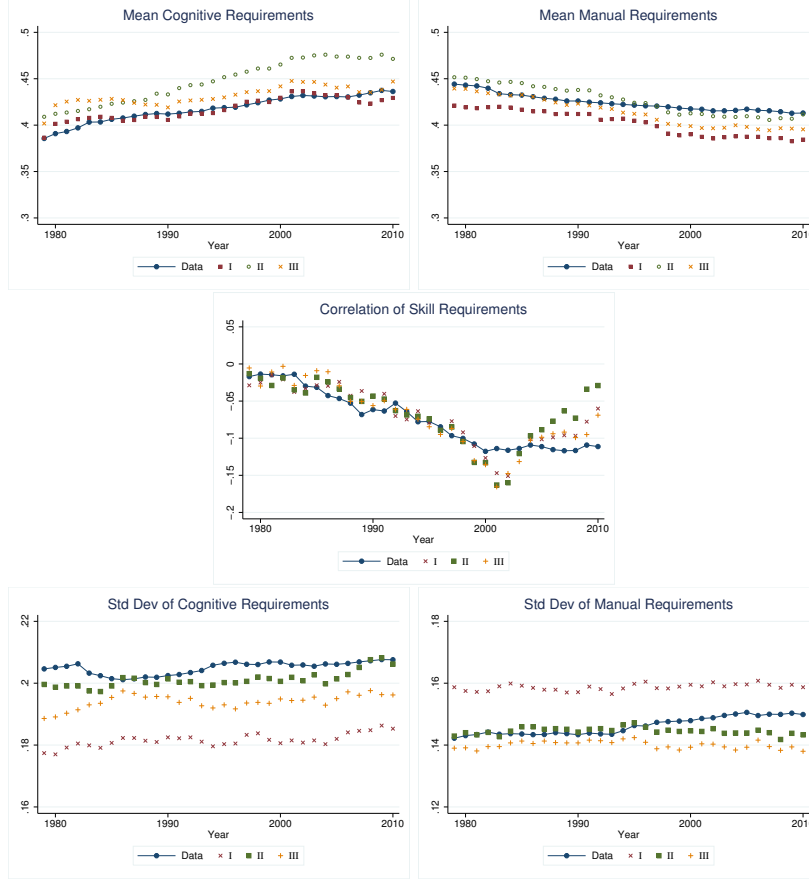 Mean Cognitive Requirements
.5
.45
.4
.35
.3
1980 1990 2000 2010
Year
Data I II III
Mean Manual Requirements
.5
.45
.4
.35
.3
1980 1990 2000 2010
Year
Data I II III
Correlation of Skill Requirements
.05
0
−.05
−.1
−.15
−.2
1980 1990 2000 2010
Year
Data I II III
Std Dev of Cognitive Requirements
.22
.2
.18
.16
1980 1990 2000 2010
Year
Data I II III
Std Dev of Manual Requirements
.18
.16
.14
.12
1980 1990 2000 2010
Year
Data I II III